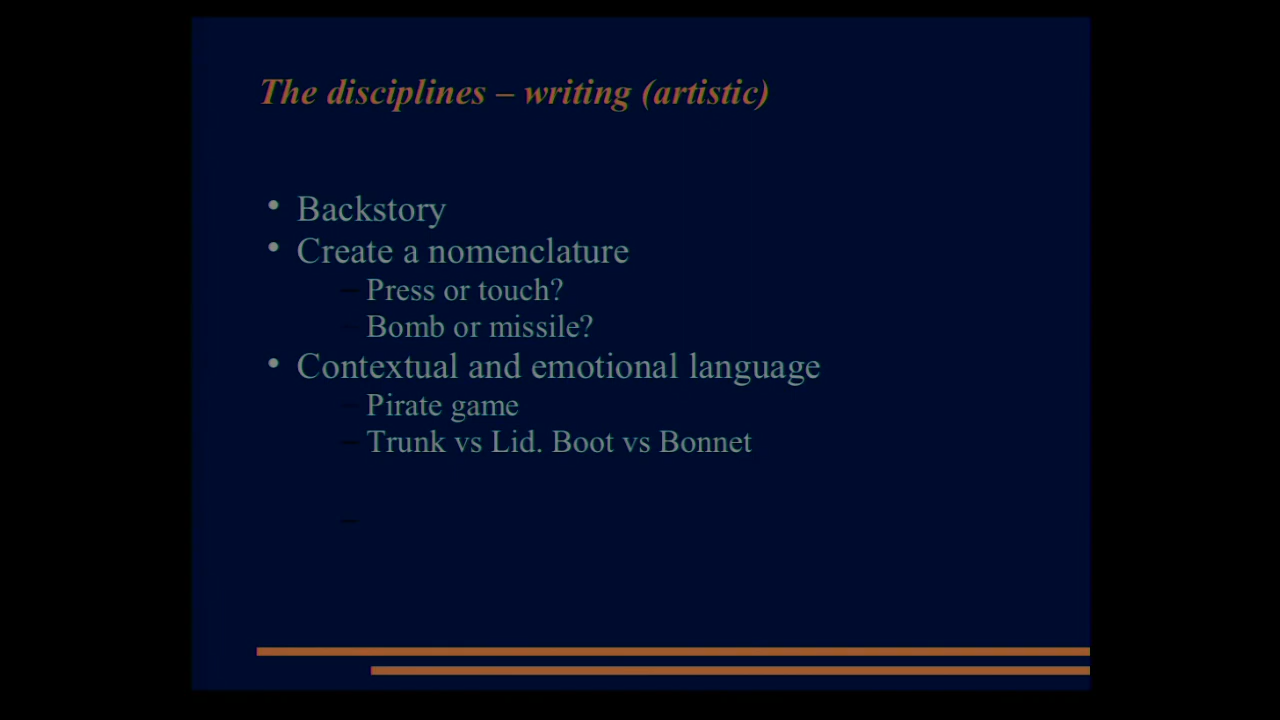 The disciplines – writing (artistic)
• Backstory
• Create a nomenclature
– Press or touch?
– Bomb or missile?
• Contextual and emotional language
– Pirate game
– Trunk vs Lid. Boot vs Bonnet
–